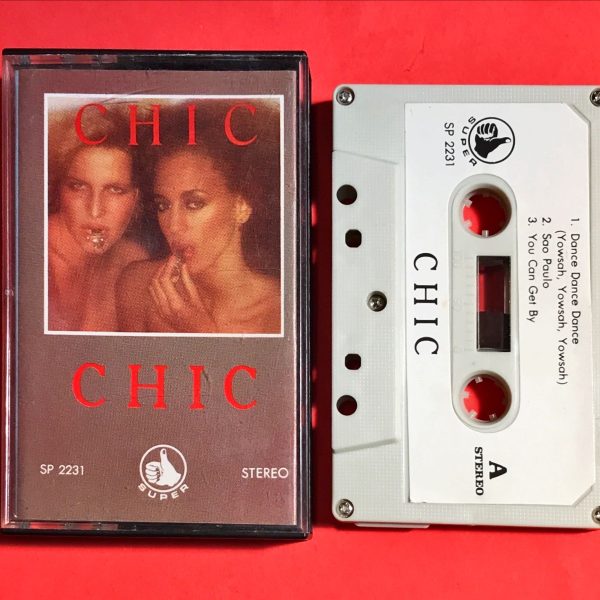 CHIC
CHIC
SP 2231
SUPER
STEREO
SUPER
SP 2231
1. Dance Dance Dance
(Yowsah, Yowsah, Yowsah)
2. Sao Paulo
3. You Can Get By
CHIC
A
STEREO